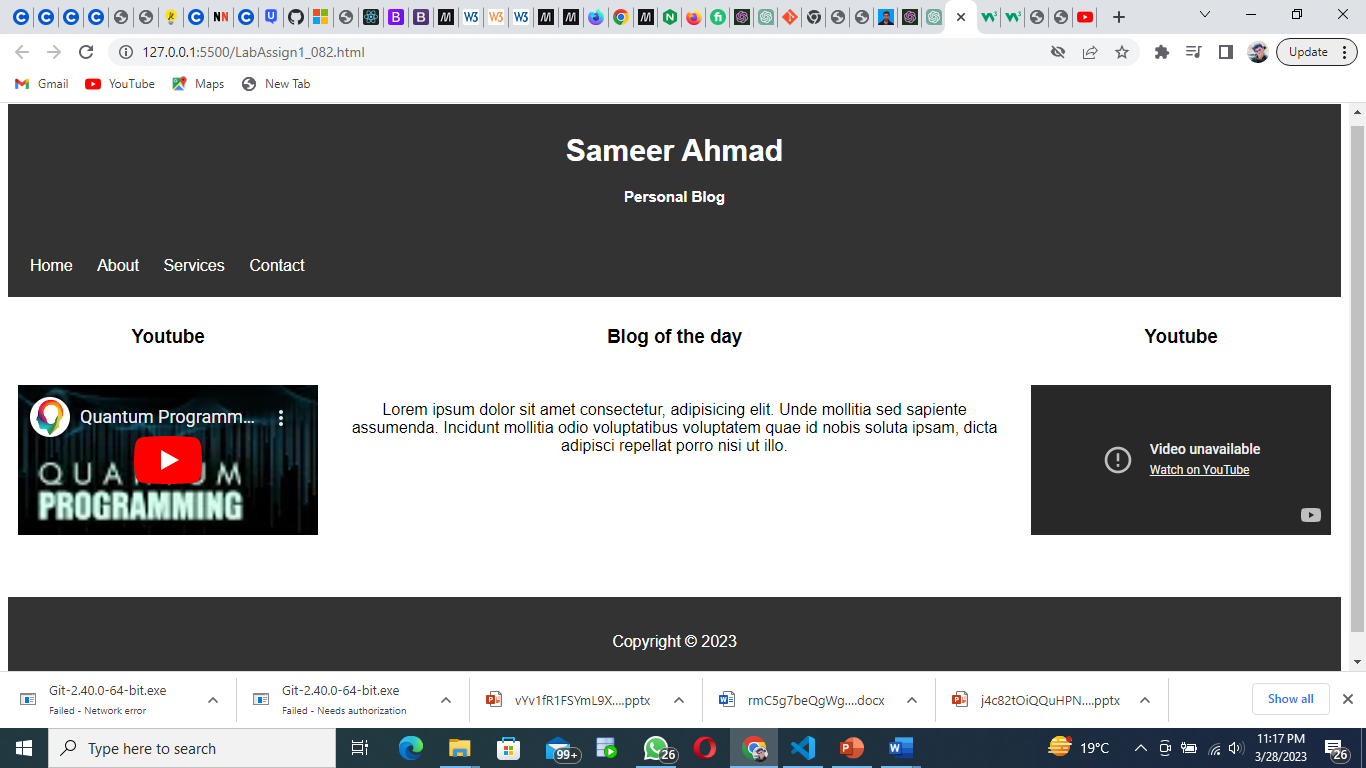 127.0.0.1:5500/LabAssign1_082.html
Update
Gmail
YouTube
Maps
New Tab
Sameer Ahmad
Personal Blog
Home
About
Services
Contact
Youtube
Blog of the day
Youtube
Quantum Programm...
QUANTUM
PROGRAMMING
Lorem ipsum dolor sit amet consectetur, adipisicing elit. Unde mollitia sed sapiente
assumenda. Incidunt mollitia odio voluptatibus voluptatem quae id nobis soluta ipsam, dicta
adipisci repellat porro nisi ut illo.
Video unavailable
Watch on YouTube
Copyright © 2023
Git-2.40.0-64-bit.exe
Failed - Network error
Git-2.40.0-64-bit.exe
Failed - Needs authorization
vYv1fR1FSYmL9X....pptx
rmC5g7beQgWg....docx
j4c82tOiQQuHPN....pptx
Show all
Type here to search
99+
26
19°C
11:17 PM
3/28/2023
26